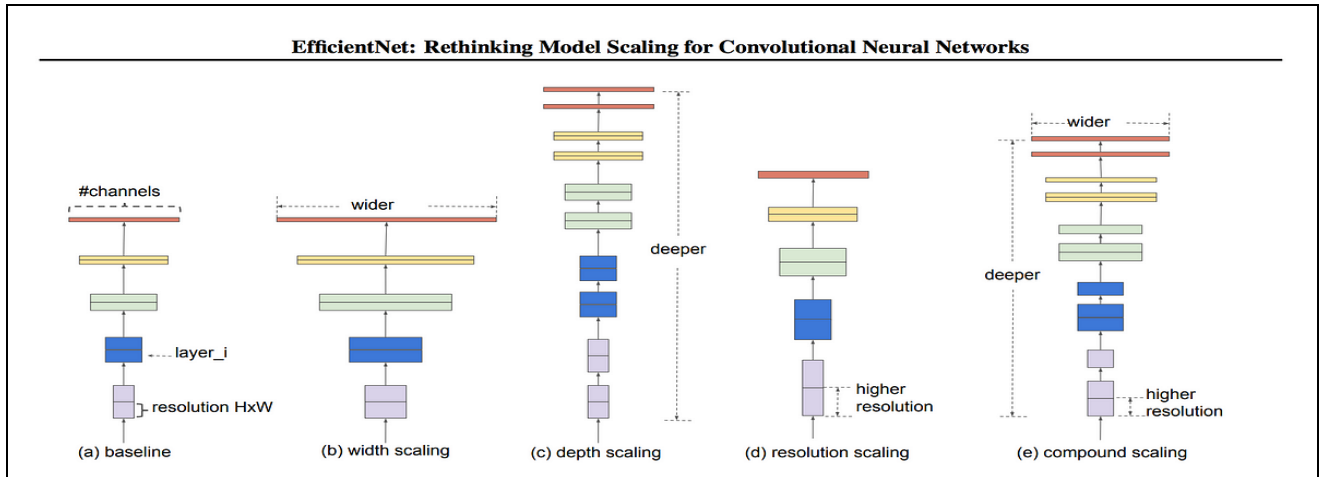 EfficientNet: Rethinking Model Scaling for Convolutional Neural Networks
#channels
layer_i
resolution HxW
(a) baseline
wider
(b) width scaling
deeper
(c) depth scaling
higher
resolution
(d) resolution scaling
wider
deeper
higher
resolution
(e) compound scaling